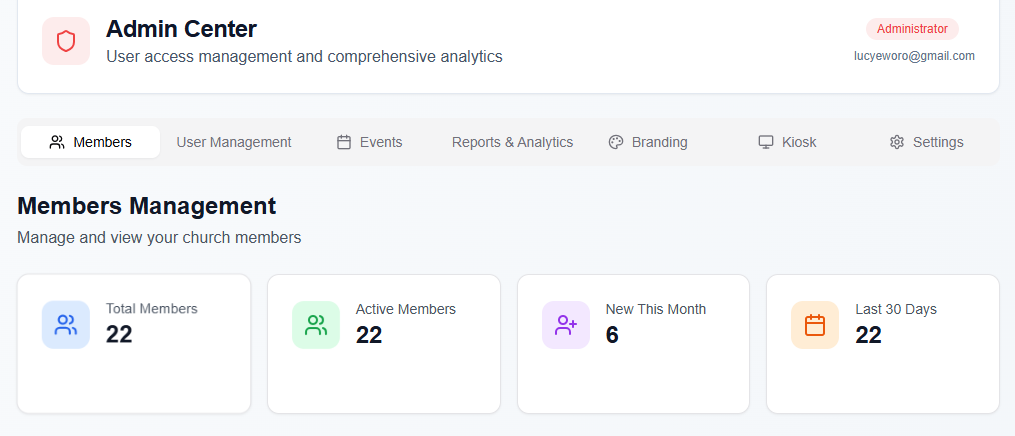 Admin Center
User access management and comprehensive analytics
Administrator
lucyeworo@gmail.com
Members User Management Events Reports & Analytics Branding Kiosk Settings
Members Management
Manage and view your church members
Total Members
22
Active Members
22
New This Month
6
Last 30 Days
22